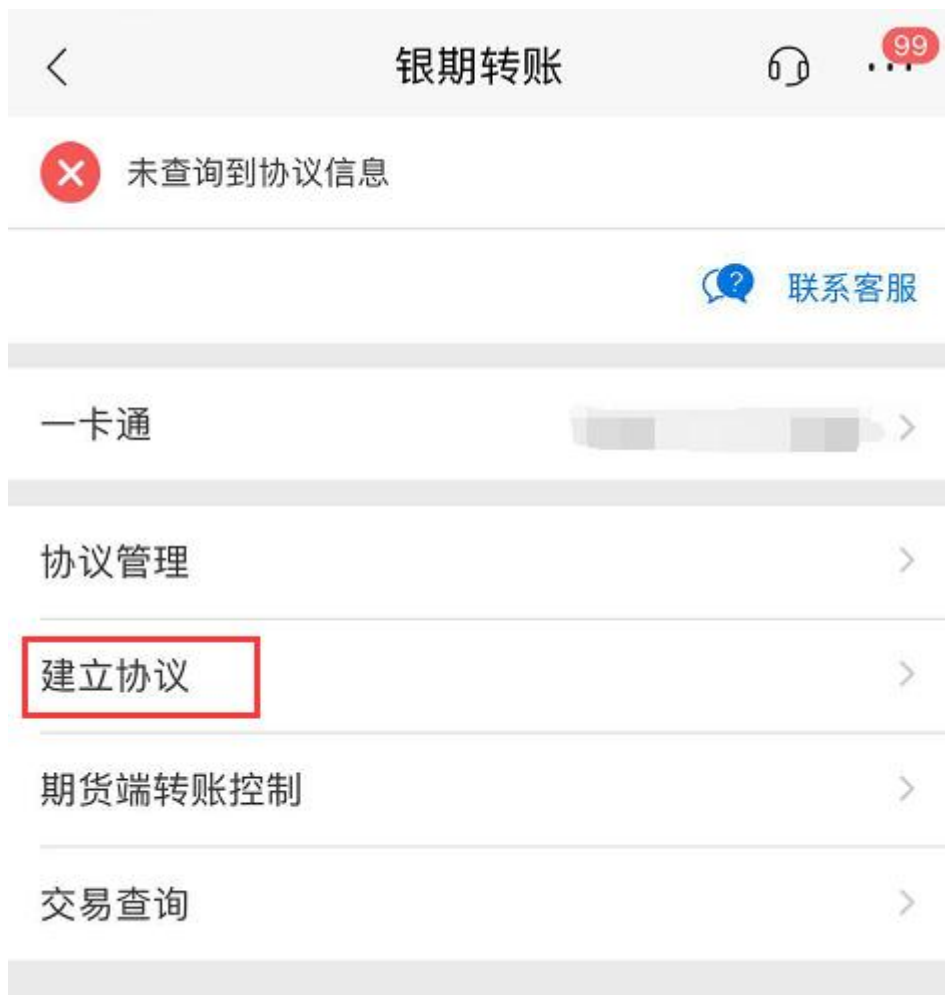 银期转账
99
未查询到协议信息
联系客服
一卡通
协议管理
建立协议
期货端转账控制
交易查询